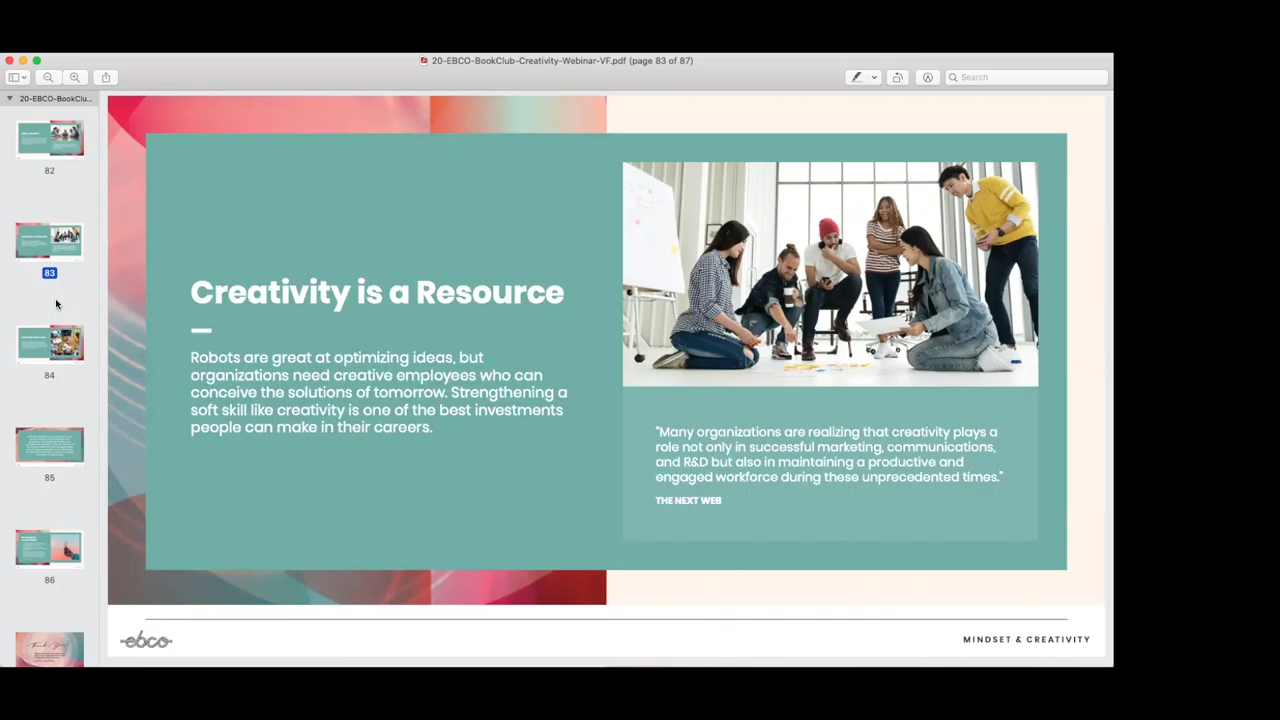 20-EBCO-BookClub-Creativity-Webinar-VF.pdf (page 83 of 87)
Search
20-EBCO-BookClu...
82
83
84
85
86
Thank You!
Creativity is a Resource
Robots are great at optimizing ideas, but
organizations need creative employees who can
conceive the solutions of tomorrow. Strengthening a
soft skill like creativity is one of the best investments
people can make in their careers.
"Many organizations are realizing that creativity plays a
role not only in successful marketing, communications,
and R&D but also in maintaining a productive and
engaged workforce during these unprecedented times."
THE NEXT WEB
ebco
MINDSET & CREATIVITY